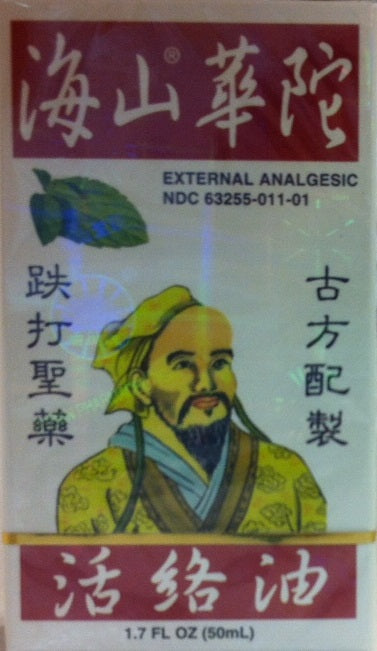 海山®華陀
EXTERNAL ANALGESIC
NDC 63255-011-01
跌打聖藥
古方配製
活絡油
1.7 FL OZ (50mL)